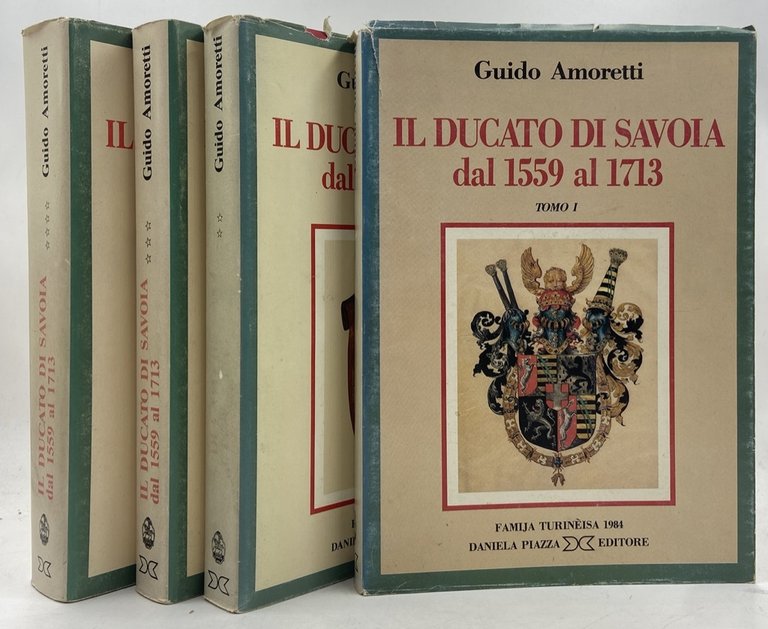 Guido Amoretti
****
IL DUCATO DI SAVOIA
dal 1559 al 1713
IL
Guido Amoretti
***
IL DUCATO DI SAVOIA
dal 1559 al 1713
Guido Amoretti
**
Gu
IL DUC
dal
DANI
Guido Amoretti
IL DUCATO DI SAVOIA
dal 1559 al 1713
TOMO I
FAMIJA TURINÈISA 1984
DANIELA PIAZZA EDITORE